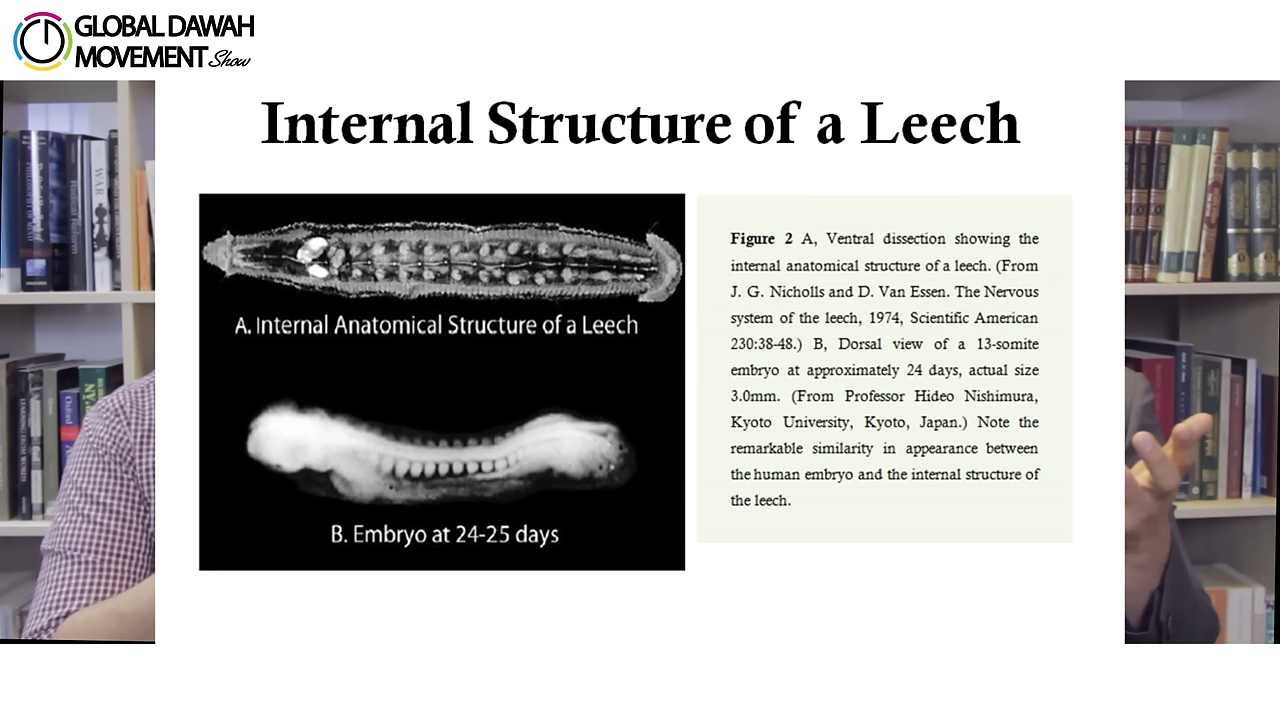 GLOBAL DAWAH
MOVEMENT Show
Internal Structure of a Leech
A. Internal Anatomical Structure of a Leech
B. Embryo at 24-25 days
Figure 2 A, Ventral dissection showing the
internal anatomical structure of a leech. (From
J. G. Nicholls and D. Van Essen. The Nervous
system of the leech, 1974, Scientific American
230:38-48.) B, Dorsal view of a 13-somite
embryo at approximately 24 days, actual size
3.0mm. (From Professor Hideo Nishimura,
Kyoto University, Kyoto, Japan.) Note the
remarkable similarity in appearance between
the human embryo and the internal structure of
the leech.
WAR
Oxford